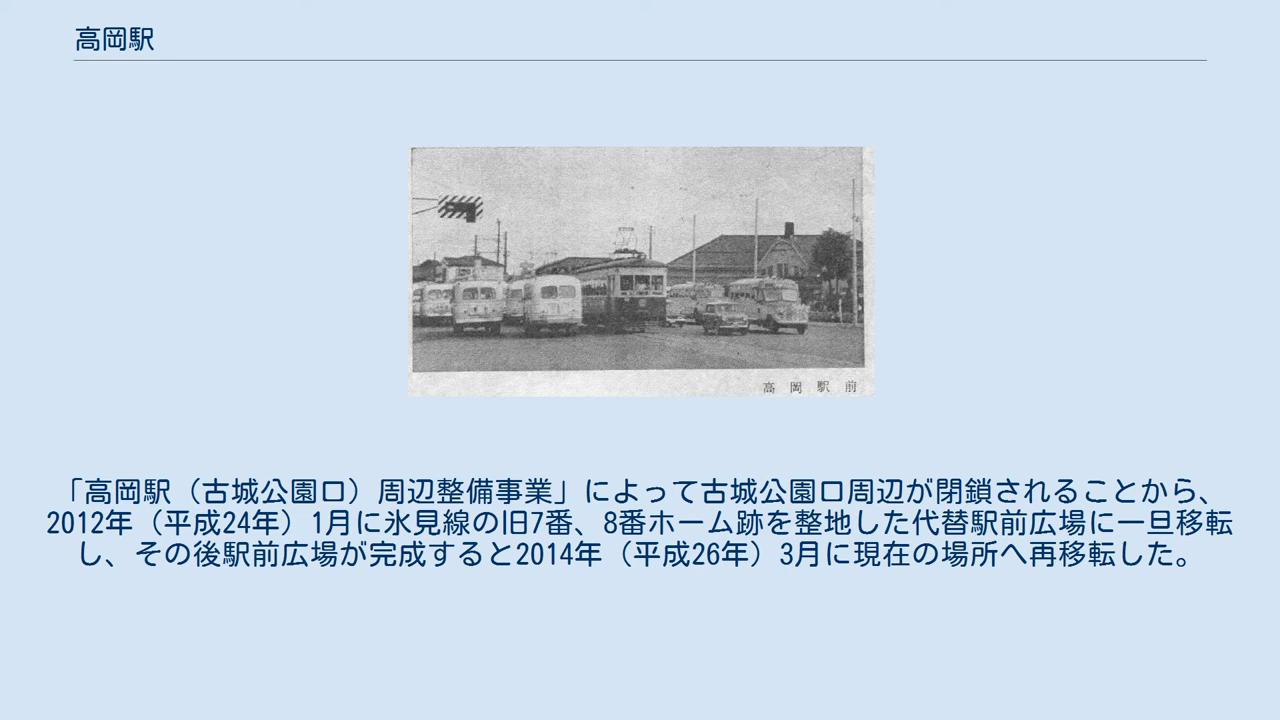 高岡駅
高岡駅前
「高岡駅（古城公園口）周辺整備事業」によって古城公園口周辺が閉鎖されることから、
2012年（平成24年）1月に氷見線の旧7番、8番ホーム跡を整地した代替駅前広場に一旦移転
し、その後駅前広場が完成すると2014年（平成26年）3月に現在の場所へ再移転した。